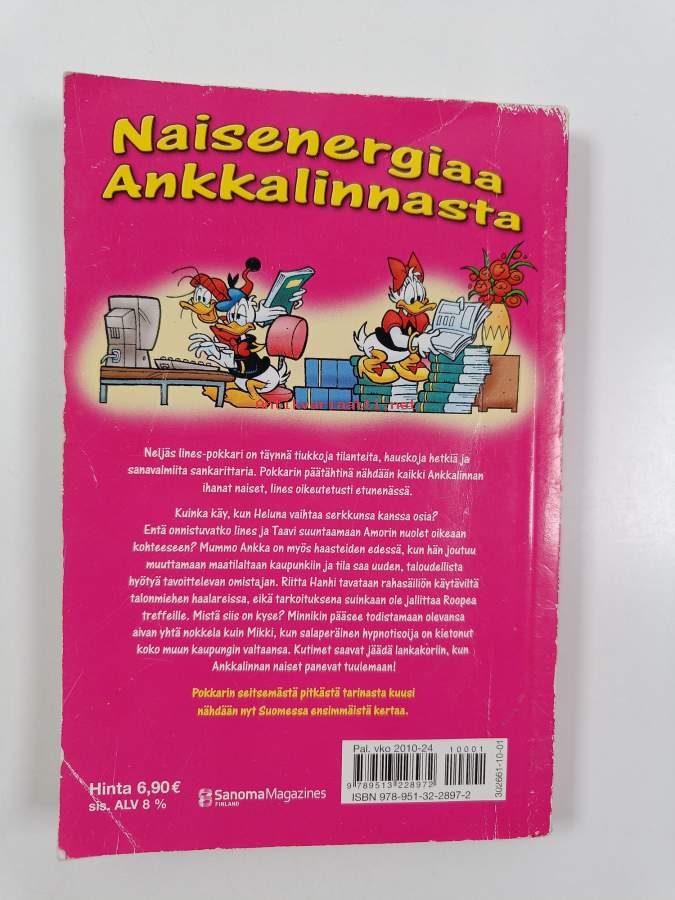 Naisenergiaa
Ankkalinnasta
Antikvariaatti.net
Neljäs Iines-pokkari on täynnä tiukkoja tilanteita, hauskoja hetkiä ja
sanavalmiita sankarittaria. Pokkarin päätähtinä nähdään kaikki Ankkalinnan
ihanat naiset, Iines oikeutetusti etunenässä.
Kuinka käy, kun Heluna vaihtaa serkkunsa kanssa osia?
Entä onnistuvatko Iines ja Taavi suuntaamaan Amorin nuolet oikeaan
kohteeseen? Mummo Ankka on myös haasteiden edessä, kun hän joutuu
muuttamaan maatilaltaan kaupunkiin ja tila saa uuden, taloudellista
hyötyä tavoittelevan omistajan. Riitta Hanhi tavataan rahasäiliön käytäviltä
talonmiehen haalareissa, eikä tarkoituksena suinkaan ole jallittaa Roopea
treffeille. Mistä siis on kyse? Minnikin pääsee todistamaan olevansa
aivan yhtä nokkela kuin Mikki, kun salaperäinen hypnotisoija on kietonut
koko muun kaupungin valtaansa. Kutimet saavat jäädä lankakoriin, kun
Ankkalinnan naiset panevat tuulemaan!
Pokkarin seitsemästä pitkästä tarinasta kuusi
nähdään nyt Suomessa ensimmäistä kertaa.
Hinta 6,90 €
sis. ALV 8 %
SanomaMagazines
FINLAND
Pal. vko 2010-24
10001
9 789513 228972
ISBN 978-951-32-2897-2
302661-10-01